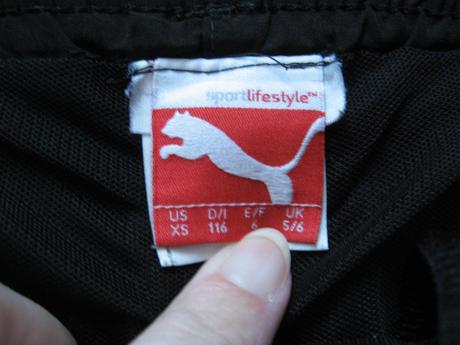 sportlifestyle™
US D/I E/F UK
XS 116 6 5/6